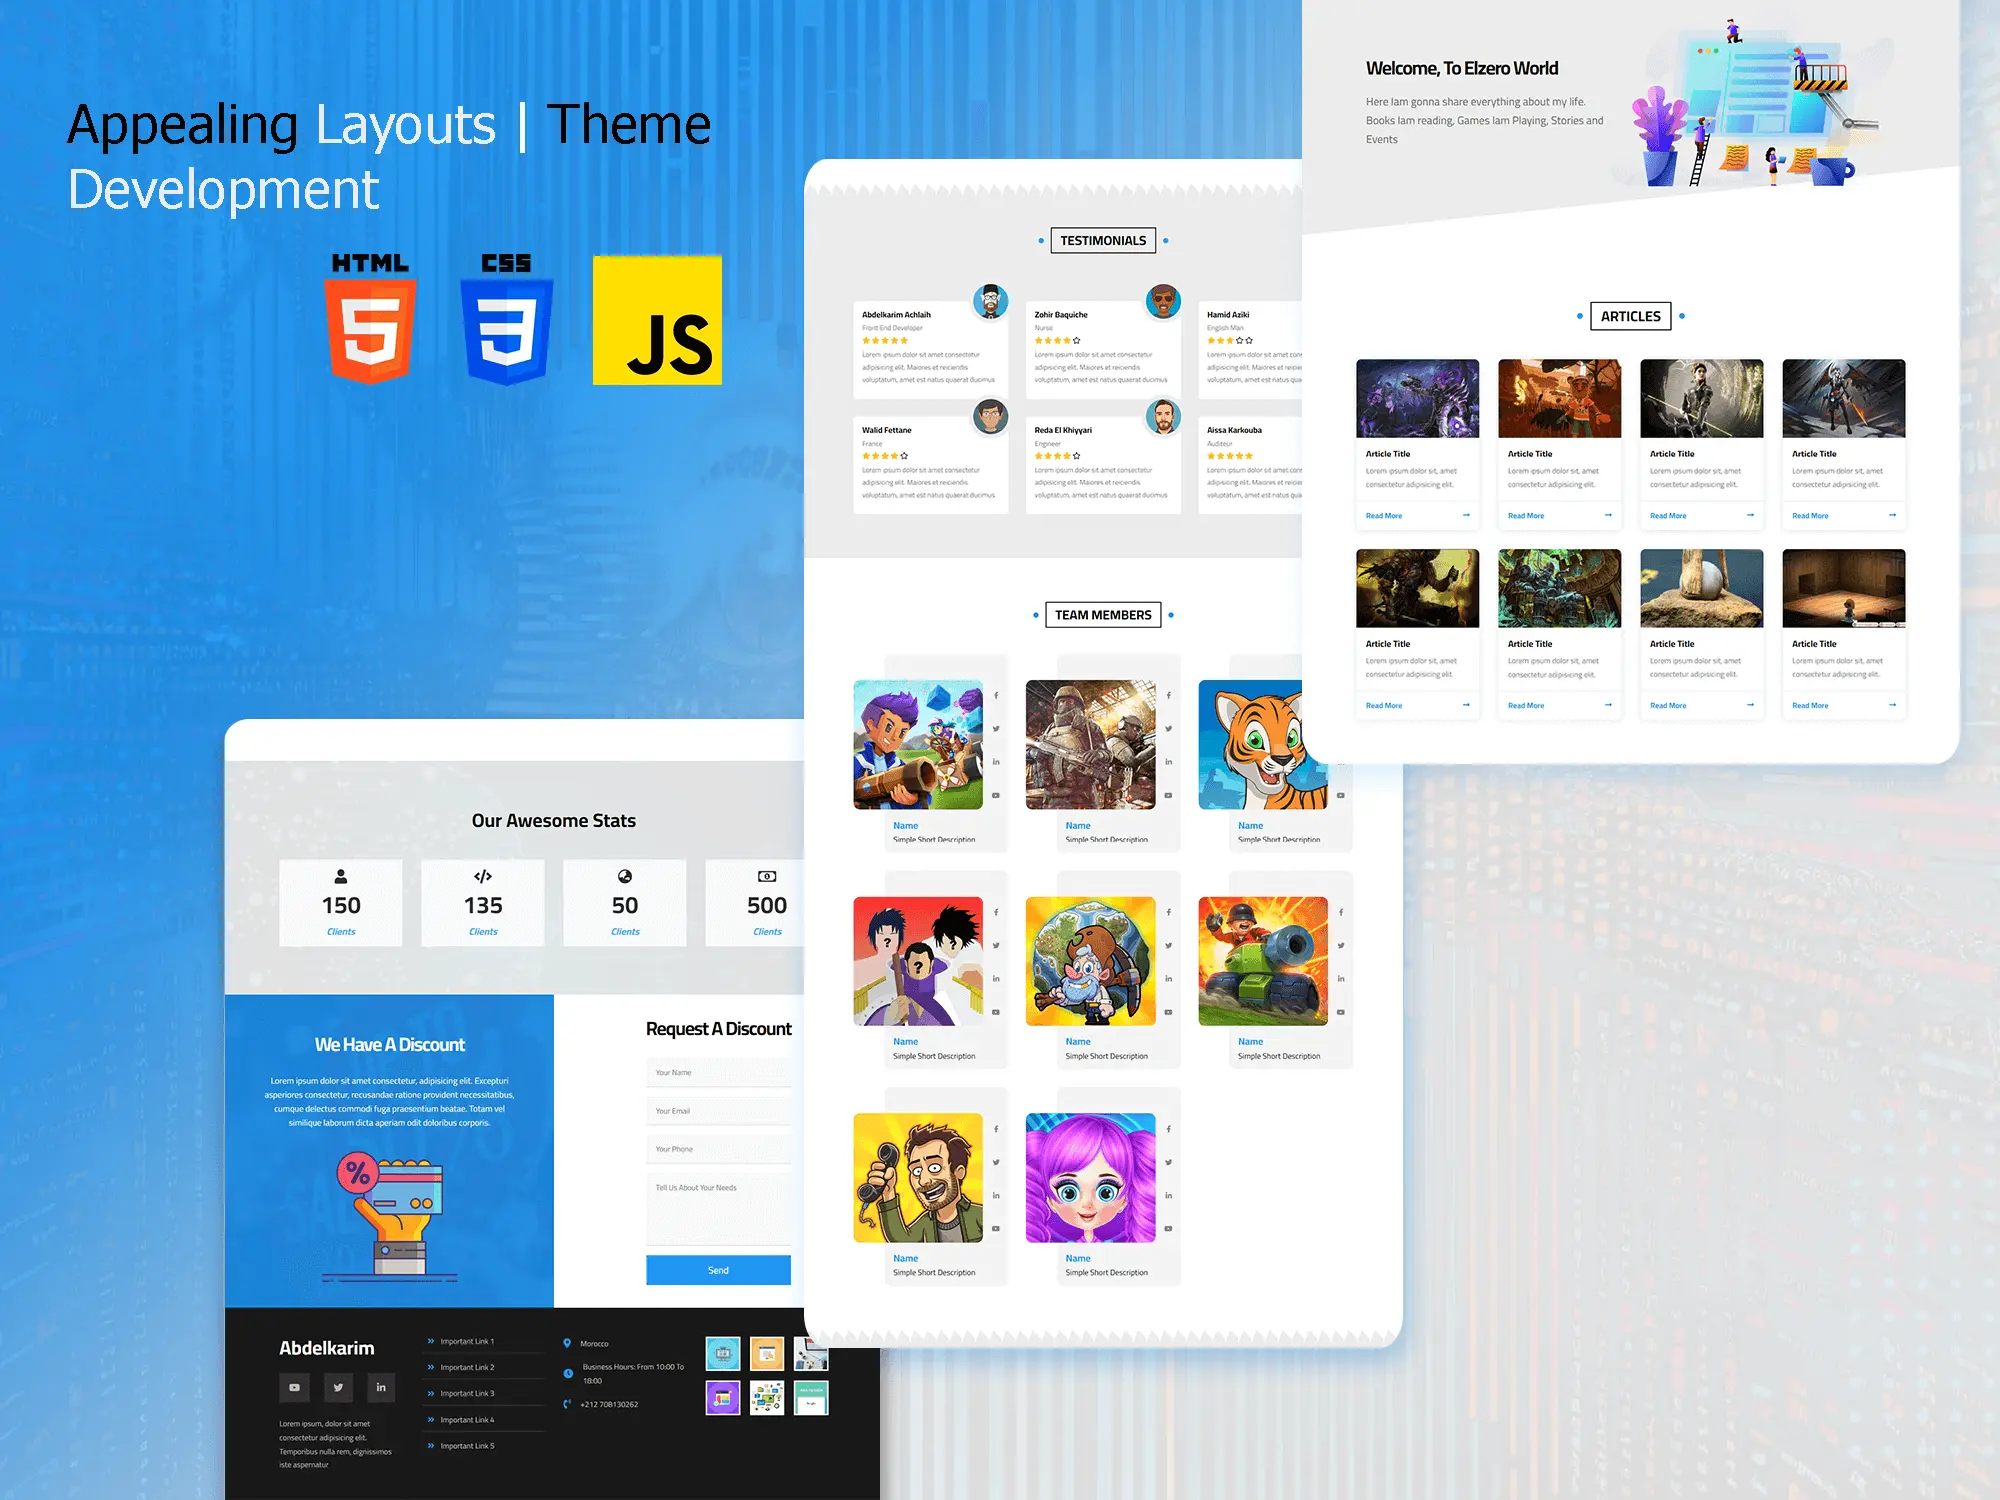 Appealing Layouts | Theme
Development
HTML
CSS
5
3
JS
Welcome, To Elzero World
Here Iam gonna share everything about my life.
Books Iam reading, Games Iam Playing, Stories and
Events
ARTICLES
Article Title
Lorem ipsum dolor sit, amet
consectetur adipisicing elit.
Read More
Article Title
Lorem ipsum dolor sit, amet
consectetur adipisicing elit.
Read More
Article Title
Lorem ipsum dolor sit, amet
consectetur adipisicing elit.
Read More
Article Title
Lorem ipsum dolor sit, amet
consectetur adipisicing elit.
Read More
Article Title
Lorem ipsum dolor sit, amet
consectetur adipisicing elit.
Read More
Article Title
Lorem ipsum dolor sit, amet
consectetur adipisicing elit.
Read More
Article Title
Lorem ipsum dolor sit, amet
consectetur adipisicing elit.
Read More
Article Title
Lorem ipsum dolor sit, amet
consectetur adipisicing elit.
Read More
TESTIMONIALS
Abdelkarim Achlaih
Front End Developer
Lorem ipsum dolor sit amet consectetur
adipisicing elit. Maiores et reiciendis
voluptatum, amet est natus quaerat ducimus
Zohir Baquiche
Nurse
Lorem ipsum dolor sit amet consectetur
adipisicing elit. Maiores et reiciendis
voluptatum, amet est natus quaerat ducimus
Hamid Aziki
English Man
Lorem ipsum dolor sit amet cons
adipisicing elit. Maiores et reicien
voluptatum, amet est natus qua
Walid Fettane
France
Lorem ipsum dolor sit amet consectetur
adipisicing elit. Maiores et reiciendis
voluptatum, amet est natus quaerat ducimus
Reda El Khiyyari
Engineer
Lorem ipsum dolor sit amet consectetur
adipisicing elit. Maiores et reiciendis
voluptatum, amet est natus quaerat ducimus
Aissa Karkouba
Auditeur
Lorem ipsum dolor sit amet cons
adipisicing elit. Maiores et reicien
voluptatum, amet est natus qua
TEAM MEMBERS
Name
Simple Short Description
Name
Simple Short Description
Name
Simple Short Description
Name
Simple Short Description
Name
Simple Short Description
Name
Simple Short Description
Name
Simple Short Description
Name
Simple Short Description
Our Awesome Stats
150
Clients
135
Clients
50
Clients
500
Clients
We Have A Discount
Lorem ipsum dolor sit amet consectetur, adipisicing elit. Excepturi
asperiores consectetur, recusandae ratione provident necessitatibus,
cumque delectus commodi fuga praesentium beatae. Totam vel
similique laborum dicta aperiam odit doloribus corporis.
%
Request A Discount
Your Name
Your Email
Your Phone
Tell Us About Your Needs
Send
Abdelkarim
Lorem ipsum, dolor sit amet
consectetur adipisicing elit.
Temporibus nulla rem, dignissimos
iste aspernatur
Important Link 1
Important Link 2
Important Link 3
Important Link 4
Important Link 5
Morocco
Business Hours: From 10:00 To
18:00
+212 708130262